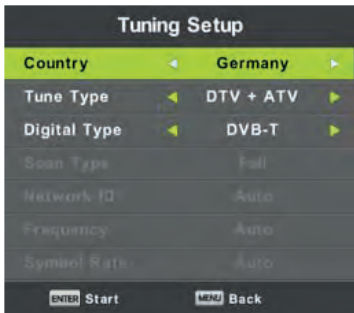 Tuning Setup
Country Germany
Tune Type DTV + ATV
Digital Type DVB-T
Scan Type Full
Network ID Auto
Frequency Auto
Symbol Rate Auto
ENTER Start MENU Back